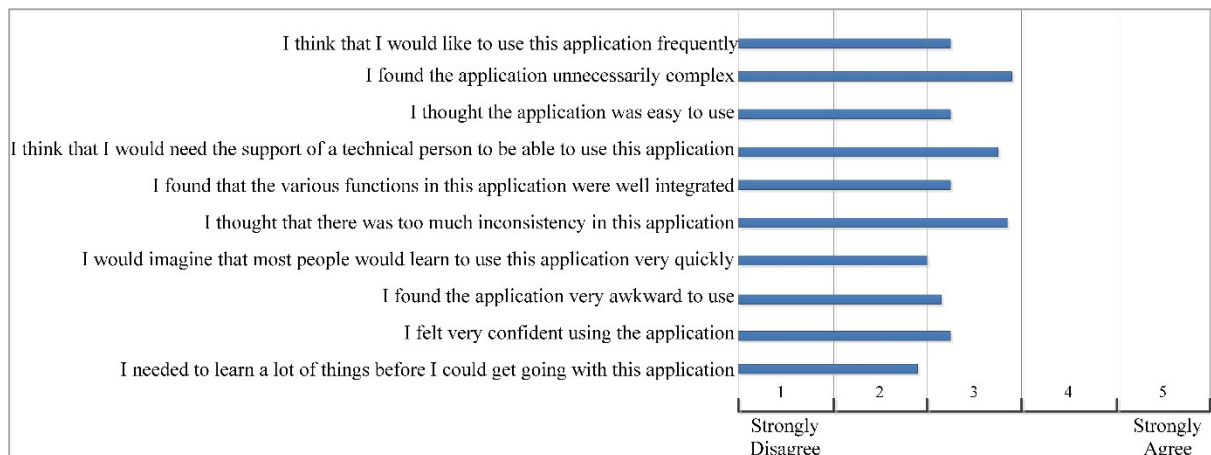 I think that I would like to use this application frequently
I found the application unnecessarily complex
I thought the application was easy to use
I think that I would need the support of a technical person to be able to use this application
I found that the various functions in this application were well integrated
I thought that there was too much inconsistency in this application
I would imagine that most people would learn to use this application very quickly
I found the application very awkward to use
I felt very confident using the application
I needed to learn a lot of things before I could get going with this application
1 2 3 4 5
Strongly Disagree
Strongly Agree